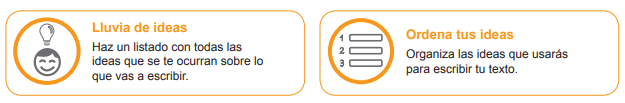 Lluvia de ideas
Haz un listado con todas las
ideas que se te ocurran sobre lo
que vas a escribir.
1
2
3
Ordena tus ideas
Organiza las ideas que usarás
para escribir tu texto.